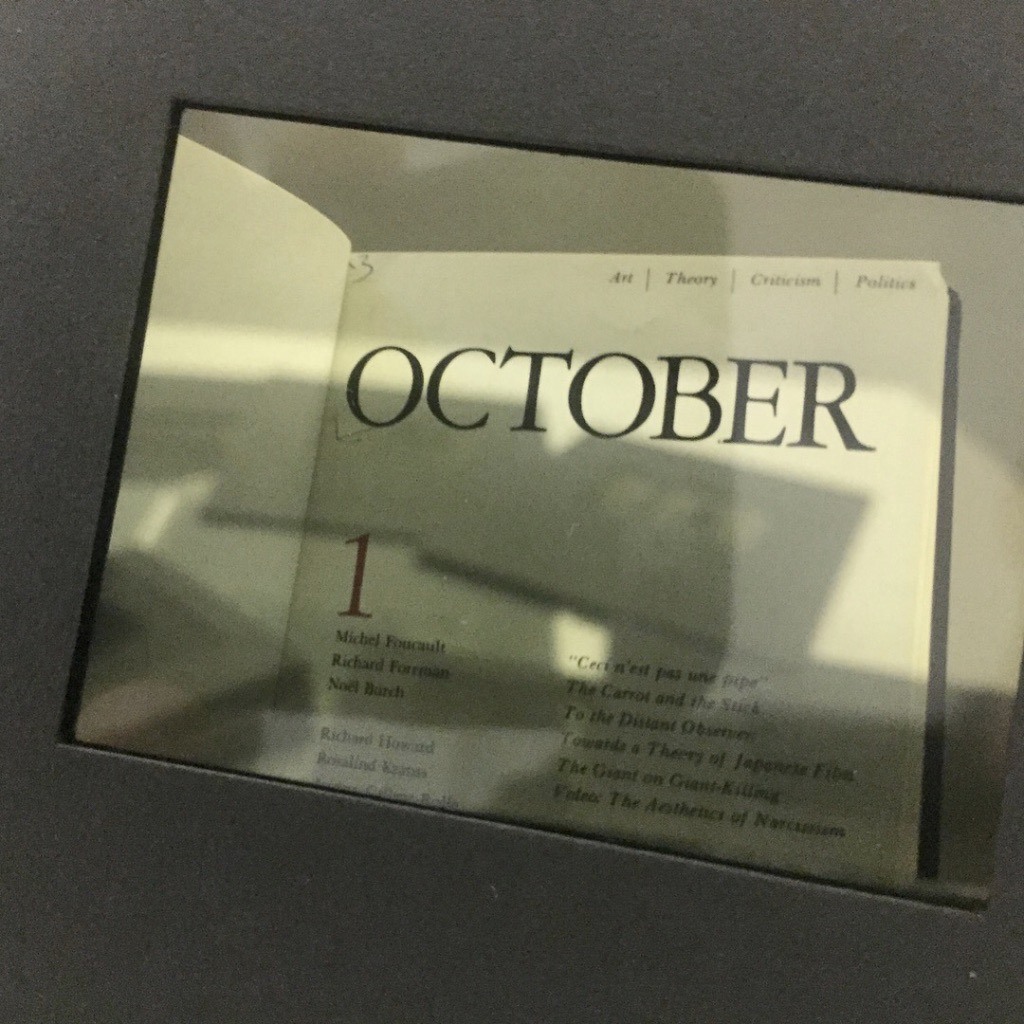 Art | Theory | Criticism | Politics
OCTOBER
1
Michel Foucault "Ceci n'est pas une pipe"
Richard Foreman The Carrot and the Stick
Noël Burch To the Distant Observer:
Towards a Theory of Japanese Film
Richard Howard The Giant on Giant-Killing
Rosalind Krauss Video: The Aesthetics of Narcissism